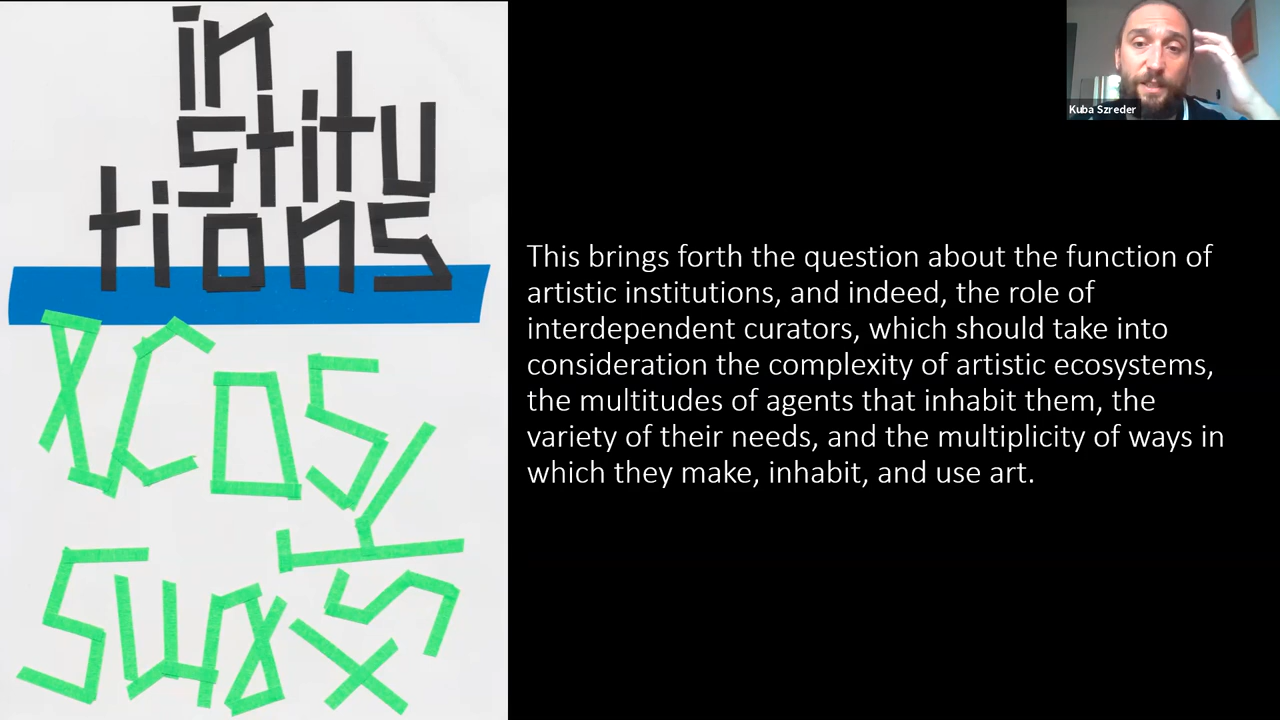 in
stitu
tions
This brings forth the question about the function of
artistic institutions, and indeed, the role of
interdependent curators, which should take into
consideration the complexity of artistic ecosystems,
the multitudes of agents that inhabit them, the
variety of their needs, and the multiplicity of ways in
which they make, inhabit, and use art.
Kuba Szreder